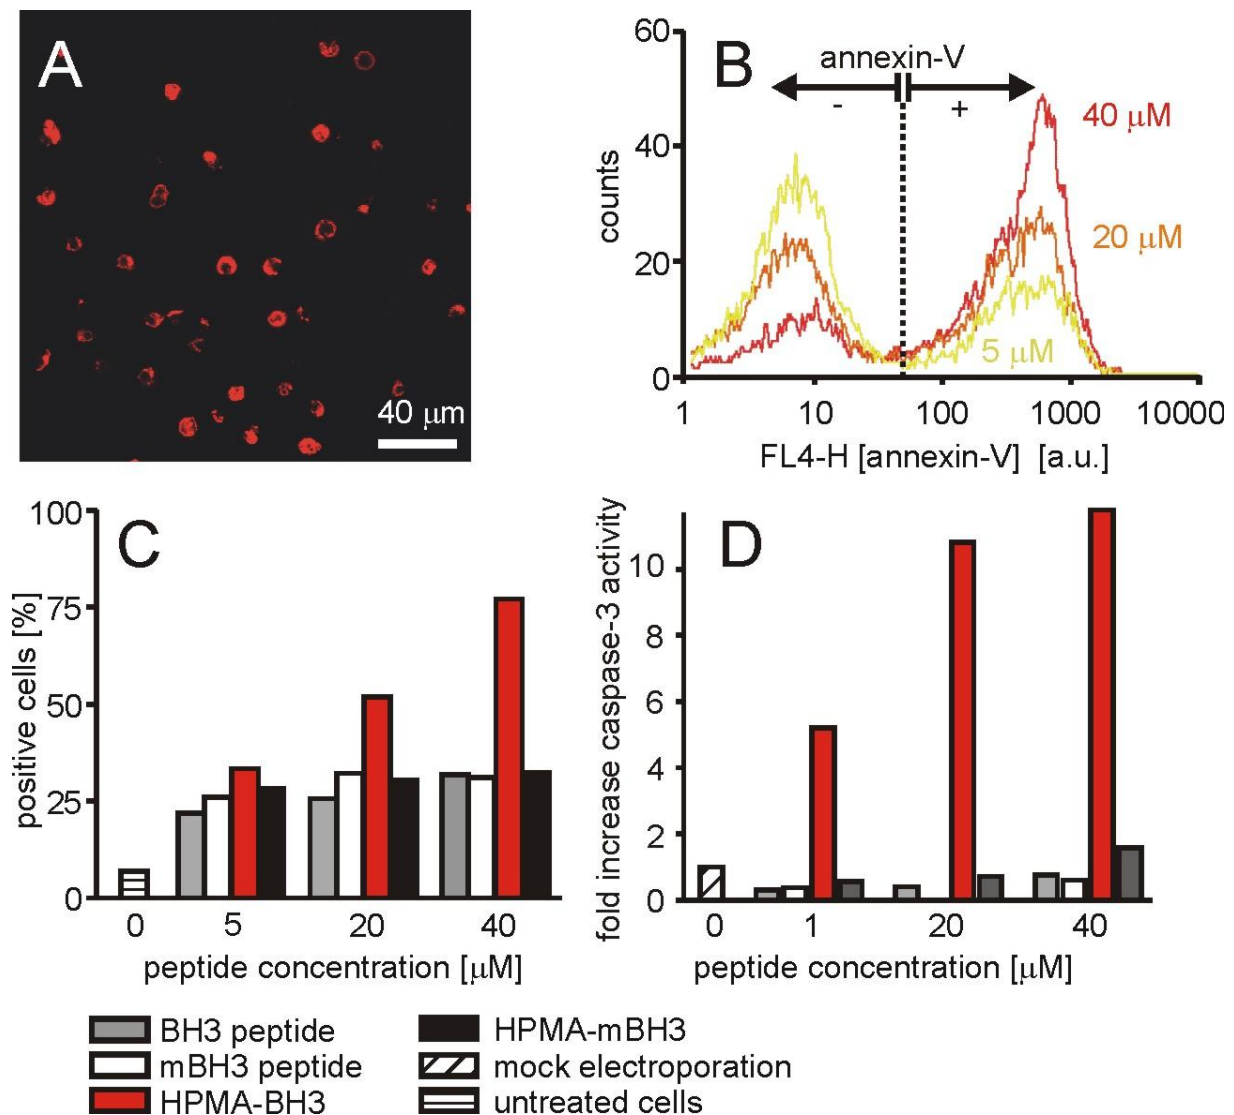 A
40 μm
B
annexin-V
- +
40 μM
20 μM
5 μM
60
40
20
0
counts
1 10 100 1000 10000
FL4-H [annexin-V] [a.u.]
C
100
75
50
25
0
positive cells [%]
0 5 20 40
peptide concentration [μM]
D
10
8
6
4
2
0
fold increase caspase-3 activity
0 1 20 40
peptide concentration [μM]
BH3 peptide
mBH3 peptide
HPMA-BH3
HPMA-mBH3
mock electroporation
untreated cells